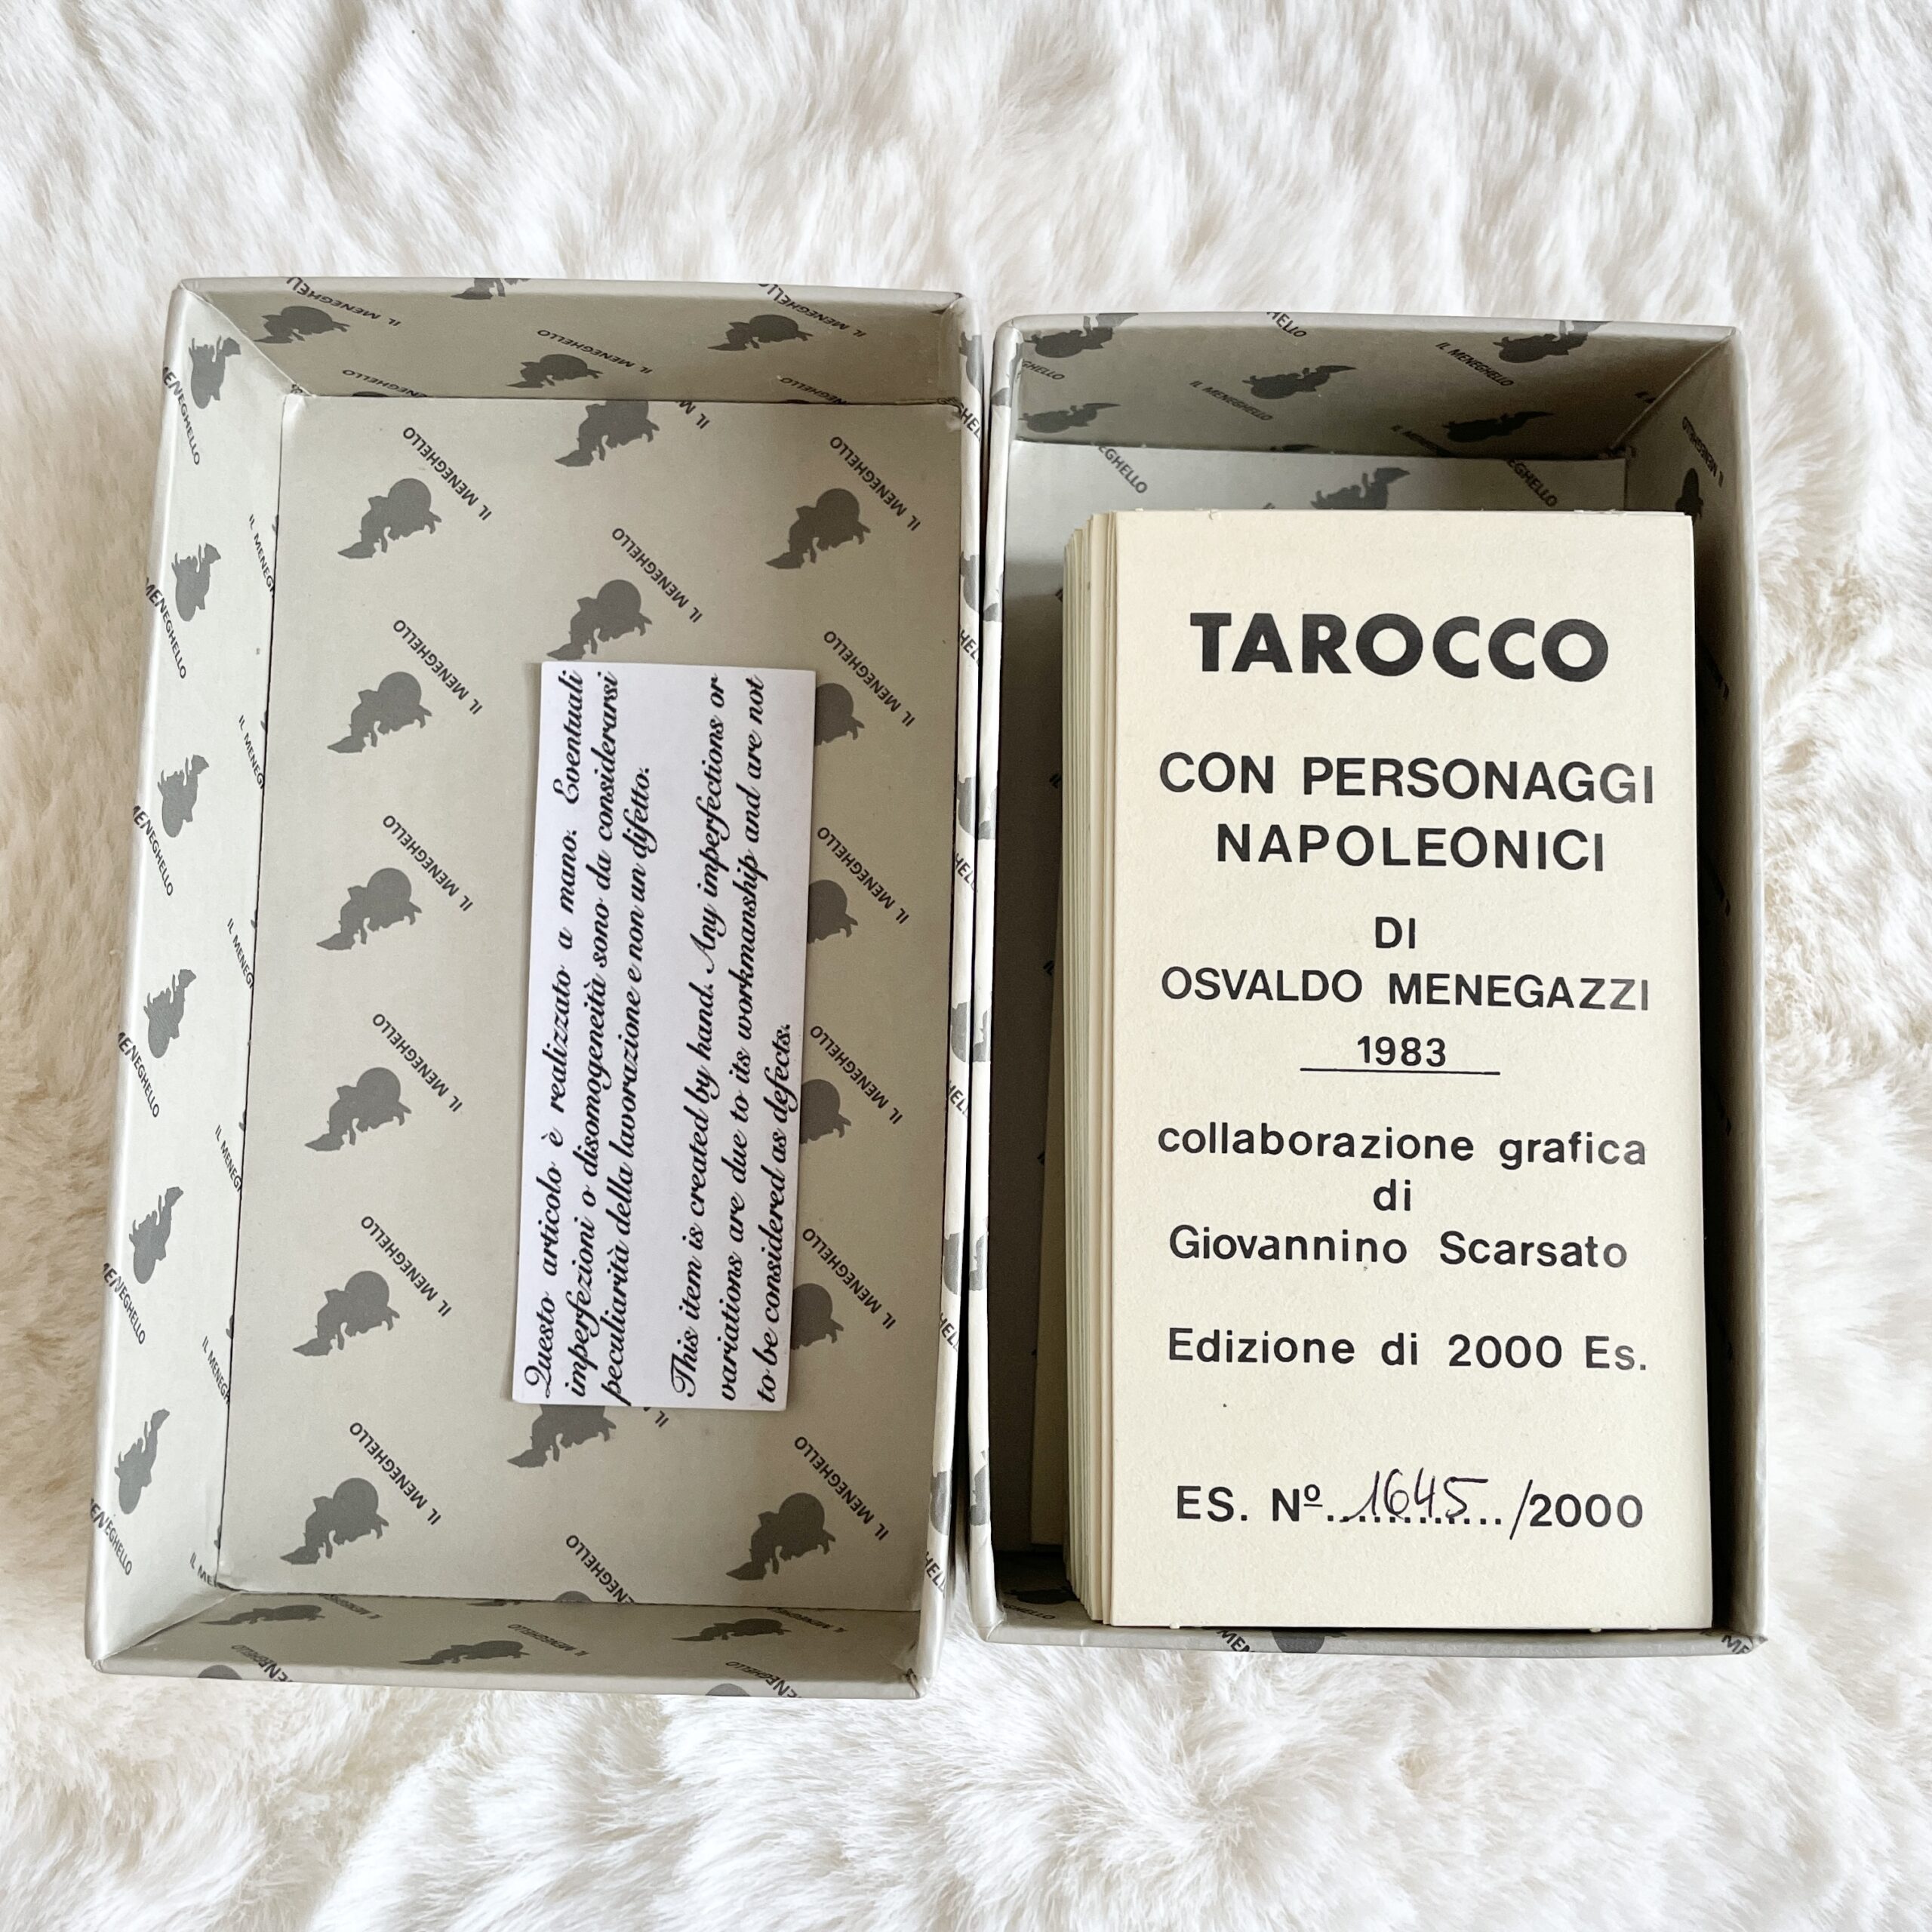 Questo articolo è realizzato a mano. Eventuali
imperfezioni o disomogeneità sono da considerarsi
peculiarità della lavorazione e non un difetto.
This item is created by hand. Any imperfections or
variations are due to its workmanship and are not
to be considered as defects.
IL MENEGHELLO
TAROCCO
CON PERSONAGGI
NAPOLEONICI
DI
OSVALDO MENEGAZZI
1983
collaborazione grafica
di
Giovannino Scarsato
Edizione di 2000 Es.
ES. Nº 1645 /2000